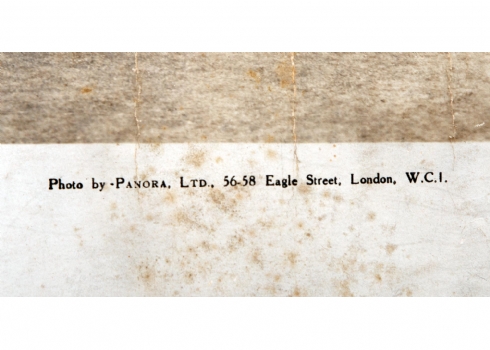 Photo by -PANORA, LTD., 56-58 Eagle Street, London, W.C.1.